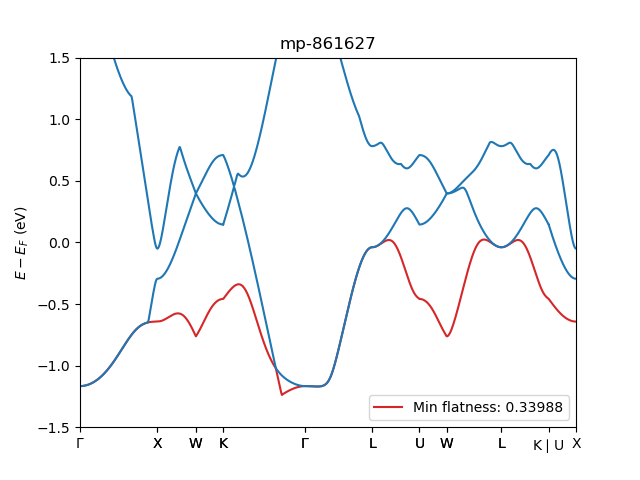 mp-861627
1.5
1.0
0.5
0.0
−0.5
−1.0
−1.5
E − E_F (eV)
Min flatness: 0.33988
Γ X W K Γ L U W L K | U X